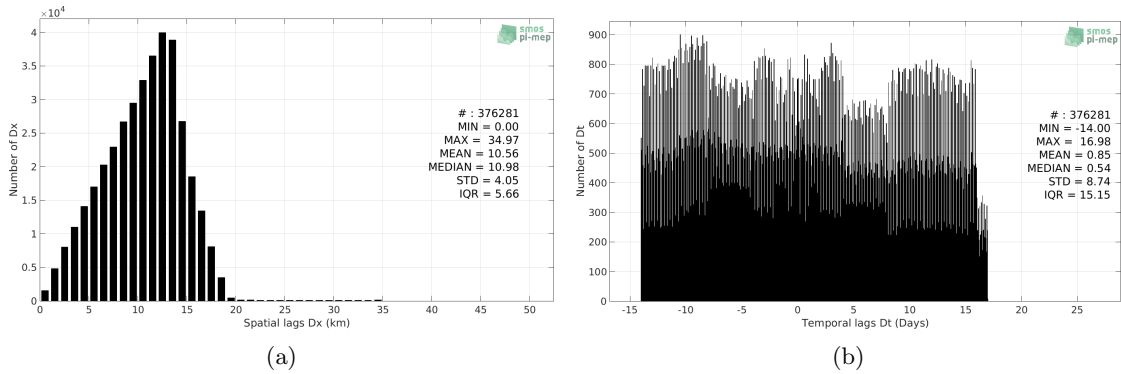 ×10⁴
4
3.5
3
2.5
2
1.5
1
0.5
0
Number of Dx
0 5 10 15 20 25 30 35 40 45 50
Spatial lags Dx (km)
smos
pi-mep
# : 376281
MIN = 0.00
MAX = 34.97
MEAN = 10.56
MEDIAN = 10.98
STD = 4.05
IQR = 5.66
(a)
900
800
700
600
500
400
300
200
100
0
Number of Dt
-15 -10 -5 0 5 10 15 20 25
Temporal lags Dt (Days)
smos
pi-mep
# : 376281
MIN = -14.00
MAX = 16.98
MEAN = 0.85
MEDIAN = 0.54
STD = 8.74
IQR = 15.15
(b)